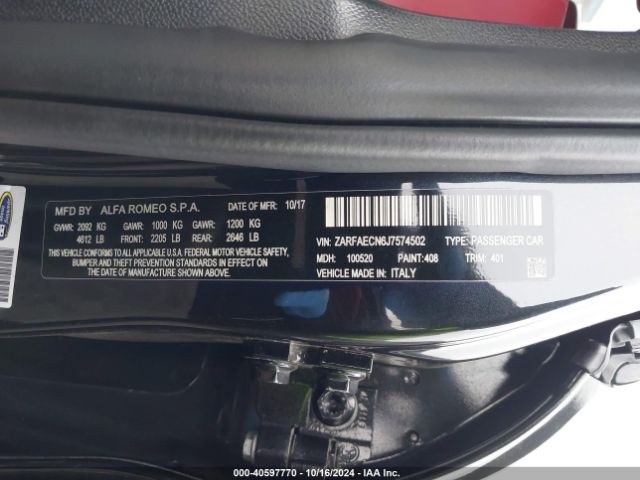 MFD BY ALFA ROMEO S.P.A. DATE OF MFR: 10/17
GVWR: 2092 KG GAWR: 1000 KG GAWR: 1200 KG
4612 LB FRONT: 2205 LB REAR: 2646 LB
THIS VEHICLE CONFORMS TO ALL APPLICABLE
FEDERAL MOTOR VEHICLE SAFETY,
BUMPER AND THEFT PREVENTION STANDARDS IN EFFECT
ON THE DATE OF MANUFACTURE SHOWN ABOVE.
VIN: ZARFAECN6J7574502 TYPE: PASSENGER CAR
MDH: 100520 PAINT: 408 TRIM: 401
VEHICLE MADE IN: ITALY
000-40597770 | 10/16/2024 | IAA Inc.